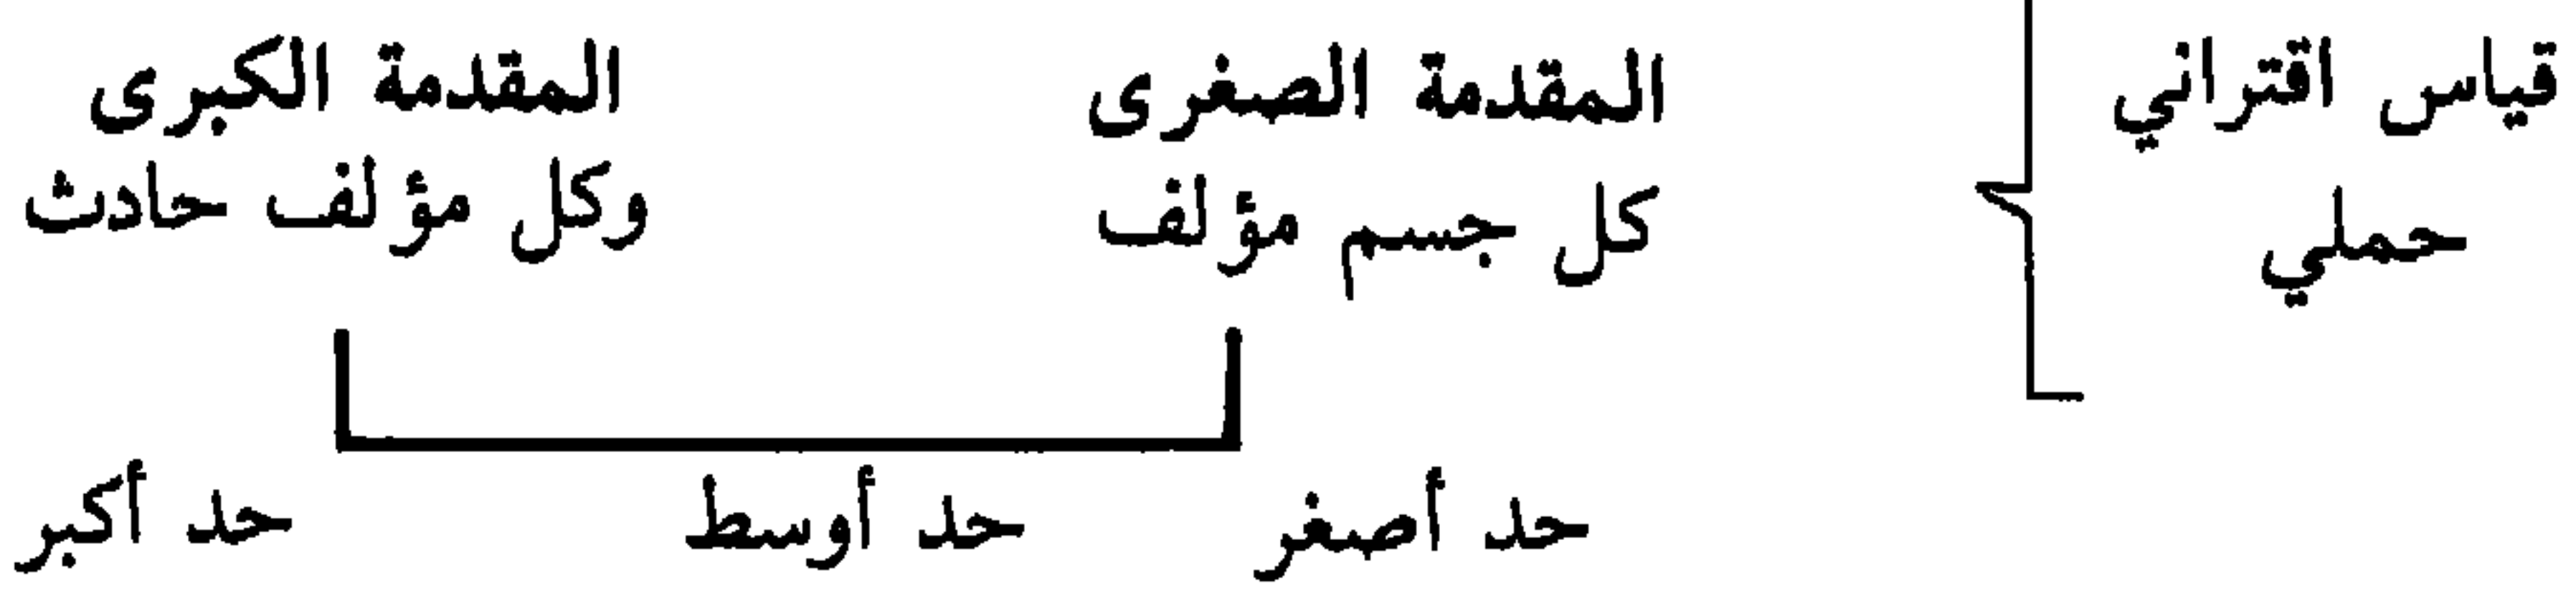 قياس اقتراني
حملي
المقدمة الصغرى
كل جسم مؤلف
المقدمة الكبرى
وكل مؤلف حادث
حد أصغر
حد أوسط
حد أكبر